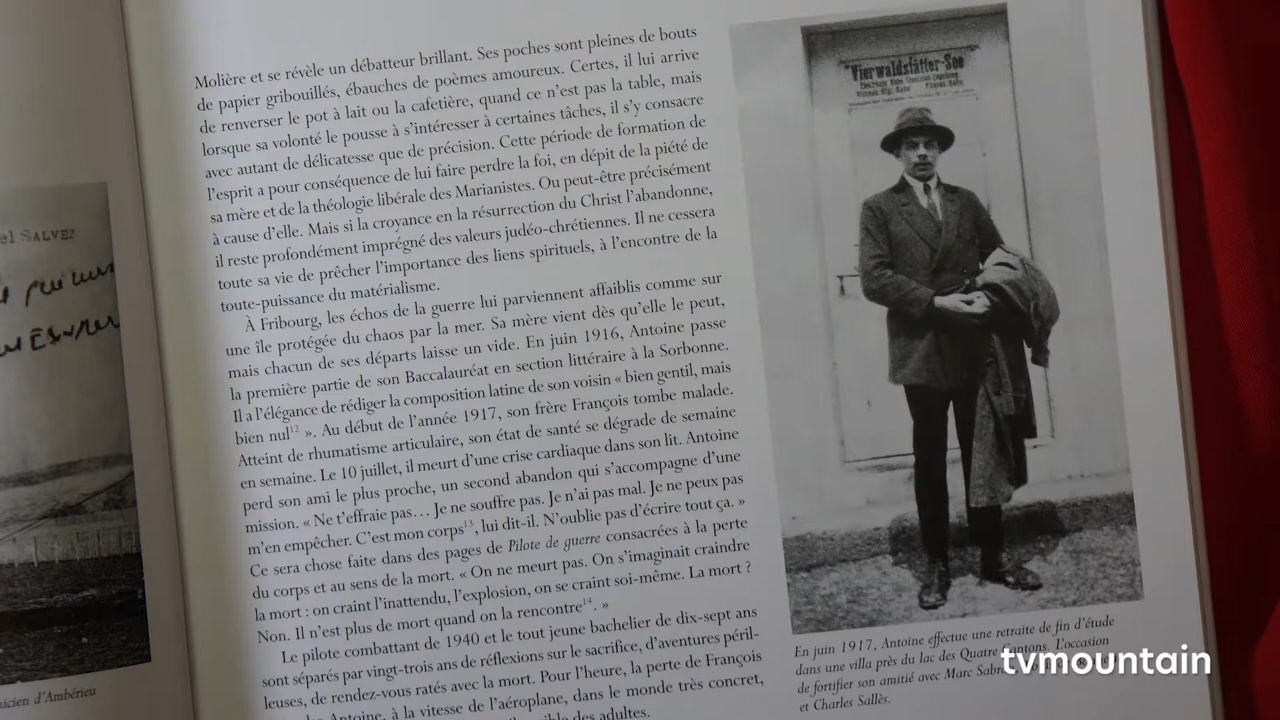 el SALVEZ
nicien d'Ambérieu
Molière et se révèle un débatteur brillant. Ses poches sont pleines de bouts
de papier gribouillés, ébauches de poèmes amoureux. Certes, il lui arrive
de renverser le pot à lait ou la cafetière, quand ce n'est pas la table, mais
lorsque sa volonté le pousse à s'intéresser à certaines tâches, il s'y consacre
avec autant de délicatesse que de précision. Cette période de formation de
l'esprit a pour conséquence de lui faire perdre la foi, en dépit de la piété de
sa mère et de la théologie libérale des Marianistes. Ou peut-être précisément
à cause d'elle. Mais si la croyance en la résurrection du Christ l'abandonne,
il reste profondément imprégné des valeurs judéo-chrétiennes. Il ne cessera
toute sa vie de prêcher l'importance des liens spirituels, à l'encontre de la
toute-puissance du matérialisme.
À Fribourg, les échos de la guerre lui parviennent affaiblis comme sur
une île protégée du chaos par la mer. Sa mère vient dès qu'elle le peut,
mais chacun de ses départs laisse un vide. En juin 1916, Antoine passe
la première partie de son Baccalauréat en section littéraire à la Sorbonne.
Il a l'élégance de rédiger la composition latine de son voisin « bien gentil, mais
bien nul12 ». Au début de l'année 1917, son frère François tombe malade.
Atteint de rhumatisme articulaire, son état de santé se dégrade de semaine
en semaine. Le 10 juillet, il meurt d'une crise cardiaque dans son lit. Antoine
perd son ami le plus proche, un second abandon qui s'accompagne d'une
mission. « Ne t'effraie pas… Je ne souffre pas. Je n'ai pas mal. Je ne peux pas
m'en empêcher. C'est mon corps13, lui dit-il. N'oublie pas d'écrire tout ça. »
Ce sera chose faite dans des pages de Pilote de guerre consacrées à la perte
du corps et au sens de la mort. « On ne meurt pas. On s'imaginait craindre
la mort : on craint l'inattendu, l'explosion, on se craint soi-même. La mort ?
Non. Il n'est plus de mort quand on la rencontre14. »
Le pilote combattant de 1940 et le tout jeune bachelier de dix-sept ans
sont séparés par vingt-trois ans de réflexions sur le sacrifice, d'aventures péril-
leuses, de rendez-vous ratés avec la mort. Pour l'heure, la perte de François
Antoine, à la vitesse de l'aéroplane, dans le monde très concret,
des adultes.
Vierwaldstätter-See
En juin 1917, Antoine effectue une retraite de fin d'étude
dans une villa près du lac des Quatre Cantons. L'occasion
de fortifier son amitié avec Marc
et Charles Sallès.
tvmountain